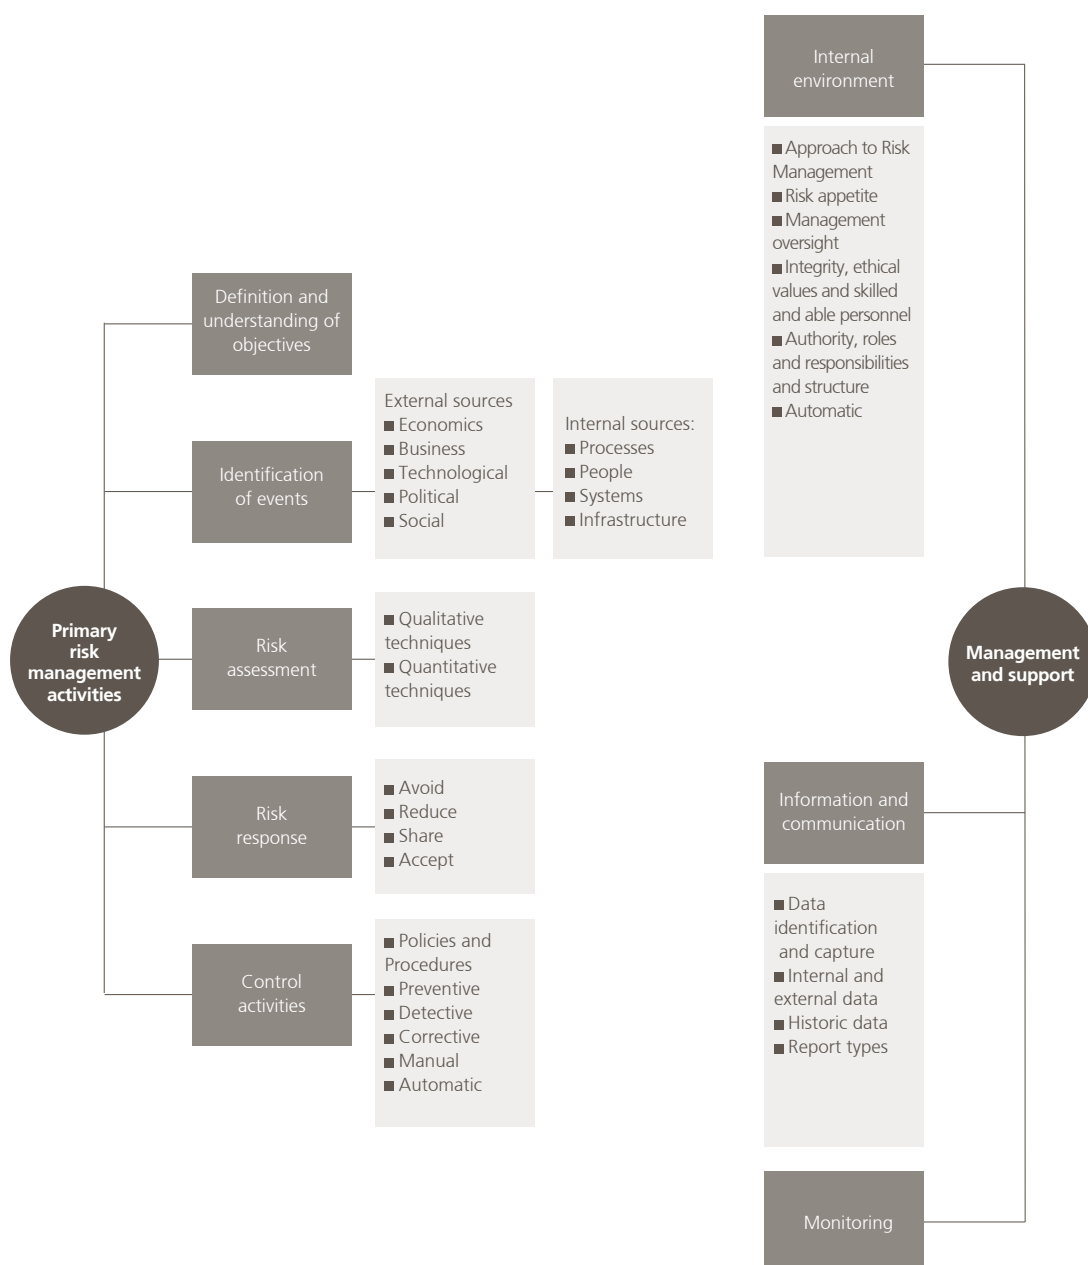 Primary
risk
management
activities
Definition and
understanding of
objectives
Identification
of events
External sources
■ Economics
■ Business
■ Technological
■ Political
■ Social
Internal sources:
■ Processes
■ People
■ Systems
■ Infrastructure
Risk
assessment
■ Qualitative
techniques
■ Quantitative
techniques
Risk
response
■ Avoid
■ Reduce
■ Share
■ Accept
Control
activities
■ Policies and
Procedures
■ Preventive
■ Detective
■ Corrective
■ Manual
■ Automatic
Internal
environment
■ Approach to Risk
Management
■ Risk appetite
■ Management
oversight
■ Integrity, ethical
values and skilled
and able personnel
■ Authority, roles
and responsibilities
and structure
■ Automatic
Management
and support
Information and
communication
■ Data
identification
and capture
■ Internal and
external data
■ Historic data
■ Report types
Monitoring